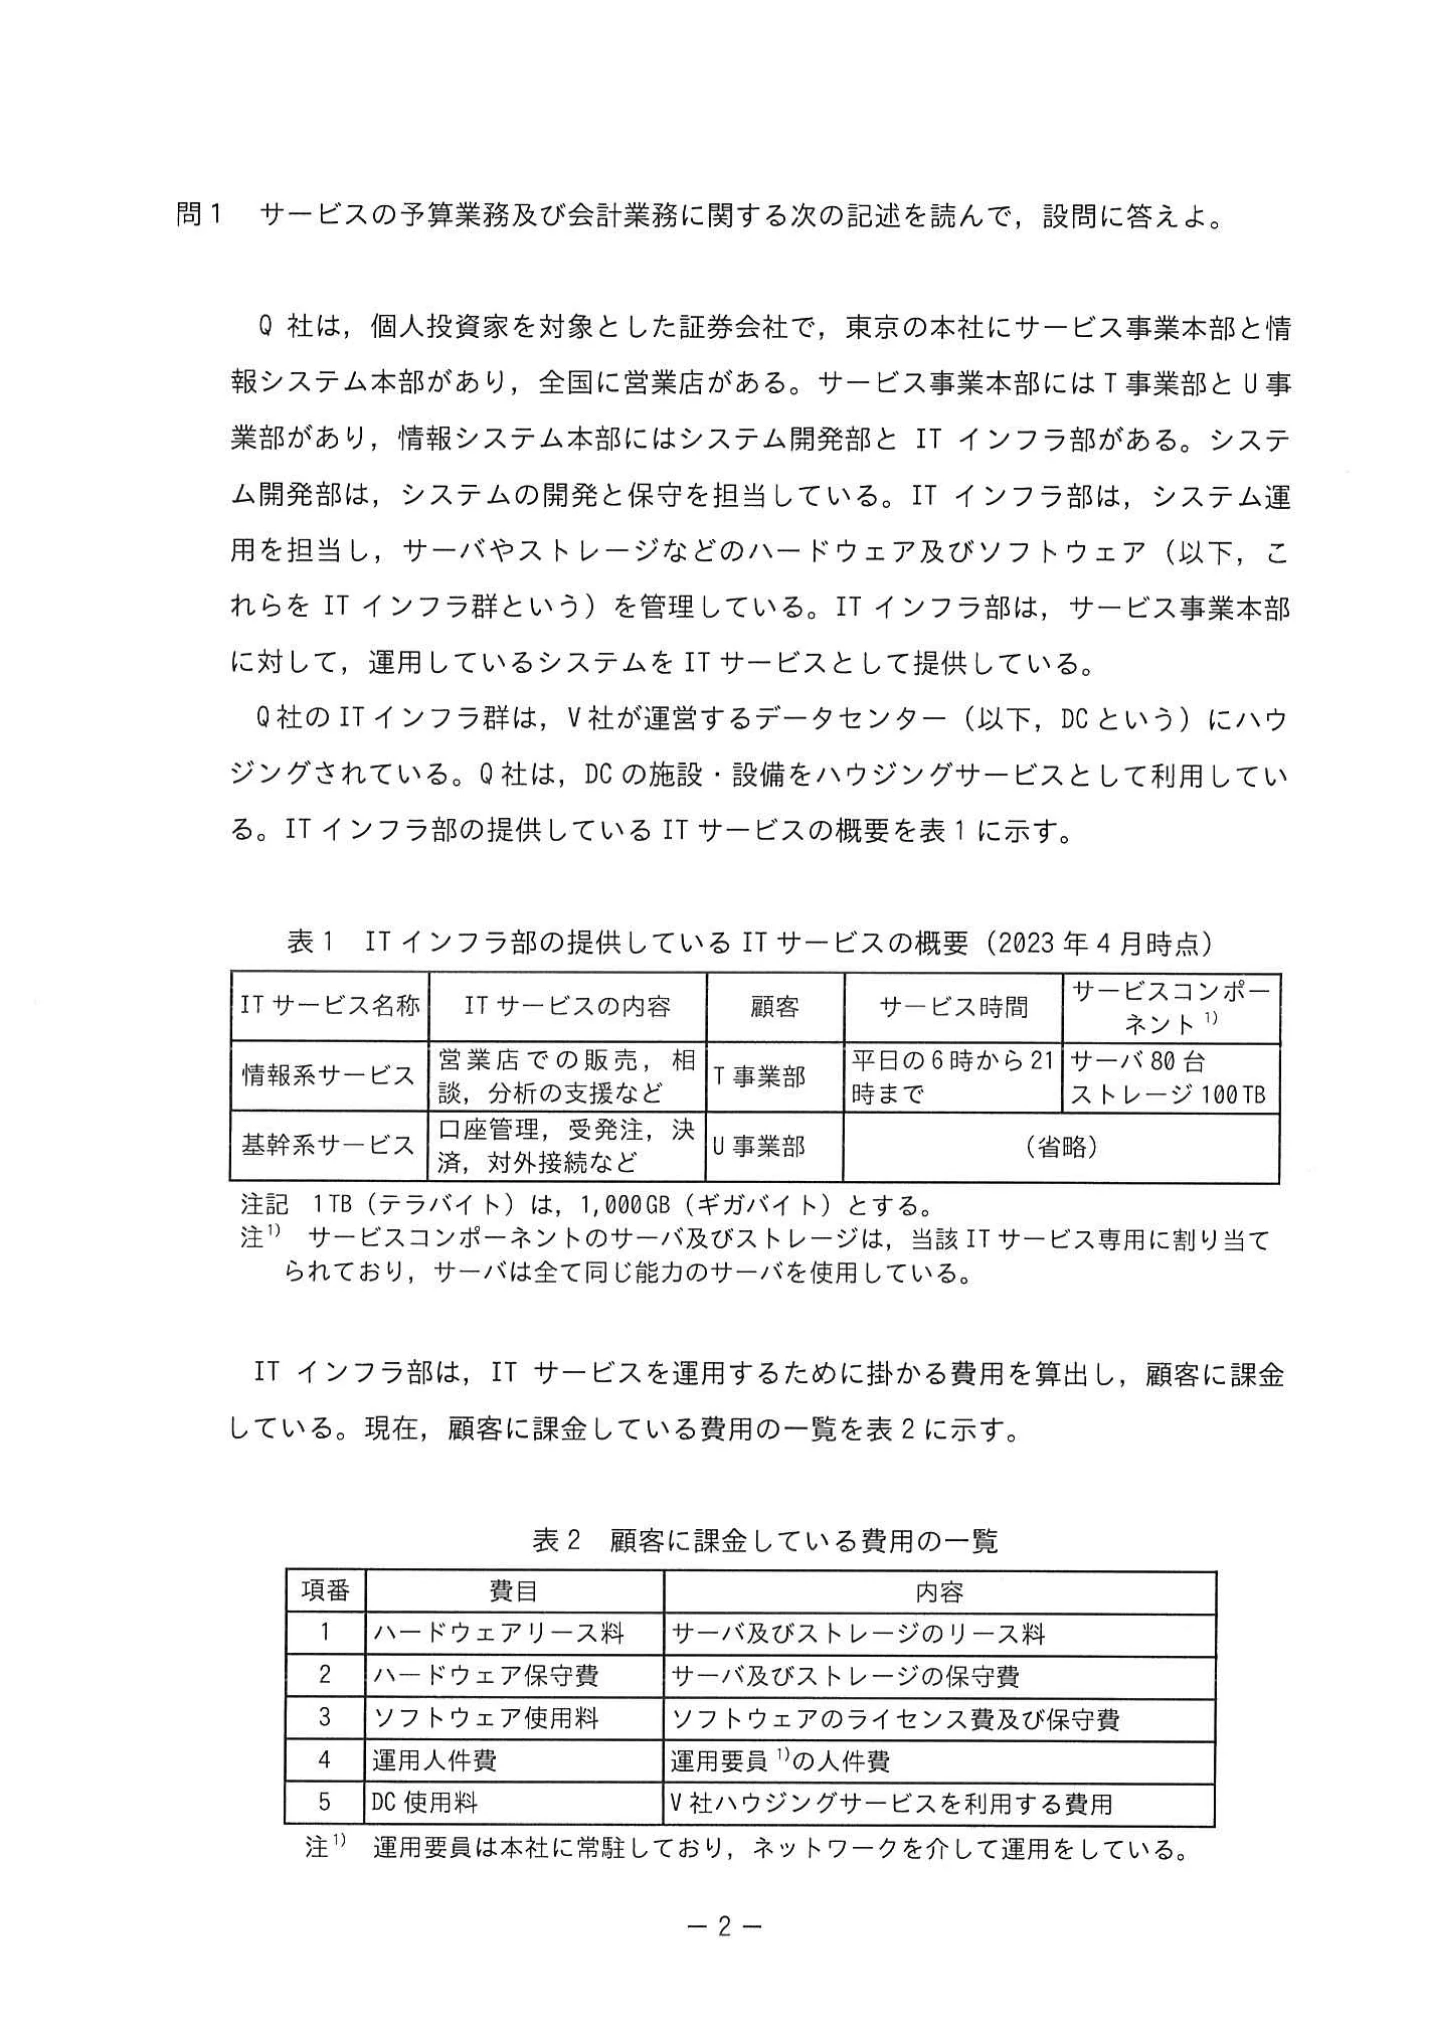 問1 サービスの予算業務及び会計業務に関する次の記述を読んで，設問に答えよ。
Q 社は，個人投資家を対象とした証券会社で，東京の本社にサービス事業本部と情
報システム本部があり，全国に営業店がある。サービス事業本部には T 事業部と U 事
業部があり，情報システム本部にはシステム開発部と IT インフラ部がある。システ
ム開発部は，システムの開発と保守を担当している。IT インフラ部は，システム運
用を担当し，サーバやストレージなどのハードウェア及びソフトウェア（以下，こ
れらを IT インフラ群という）を管理している。IT インフラ部は，サービス事業本部
に対して，運用しているシステムを IT サービスとして提供している。
Q 社の IT インフラ群は，V 社が運営するデータセンター（以下，DC という）にハウ
ジングされている。Q 社は，DC の施設・設備をハウジングサービスとして利用してい
る。IT インフラ部の提供している IT サービスの概要を表 1 に示す。
表 1 IT インフラ部の提供している IT サービスの概要（2023 年 4 月時点）
IT サービス名称 IT サービスの内容 顧客 サービス時間 サービスコンポー
ネント 1)
情報系サービス 営業店での販売，相 T 事業部 平日の 6 時から 21 サーバ 80 台
談，分析の支援など 時まで ストレージ 100TB
基幹系サービス 口座管理，受発注，決 U 事業部 （省略）
済，対外接続など
注記 1TB（テラバイト）は，1,000GB（ギガバイト）とする。
注1) サービスコンポーネントのサーバ及びストレージは，当該 IT サービス専用に割り当て
られており，サーバは全て同じ能力のサーバを使用している。
IT インフラ部は，IT サービスを運用するために掛かる費用を算出し，顧客に課金
している。現在，顧客に課金している費用の一覧を表 2 に示す。
表 2 顧客に課金している費用の一覧
項番 費目 内容
1 ハードウェアリース料 サーバ及びストレージのリース料
2 ハードウェア保守費 サーバ及びストレージの保守費
3 ソフトウェア使用料 ソフトウェアのライセンス費及び保守費
4 運用人件費 運用要員 1)の人件費
5 DC 使用料 V 社ハウジングサービスを利用する費用
注1) 運用要員は本社に常駐しており，ネットワークを介して運用をしている。
－ 2 －